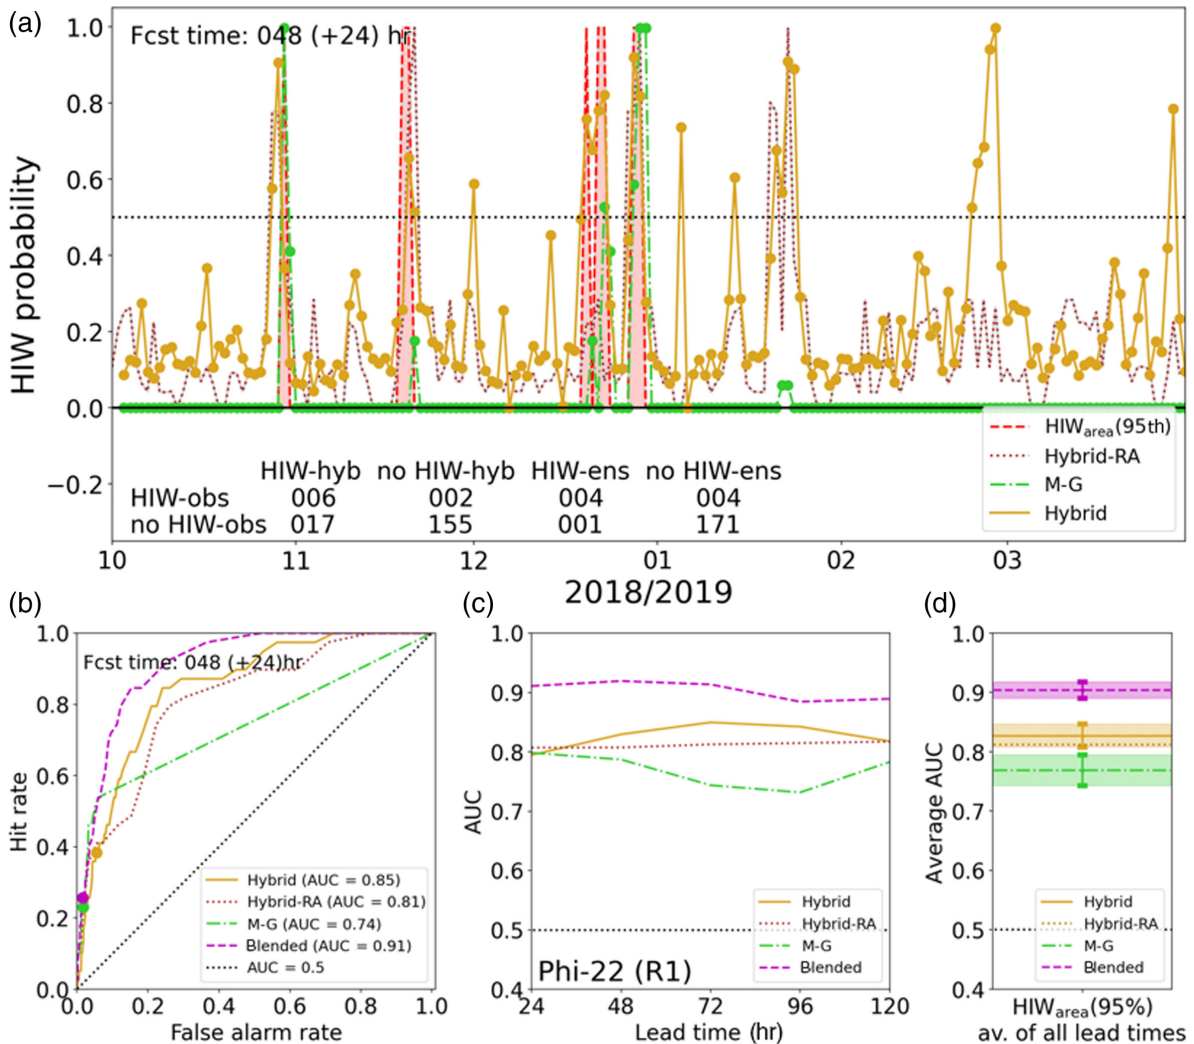 (a)
1.0
0.8
0.6
0.4
0.2
0.0
−0.2
HIW probability
Fcst time: 048 (+24) hr
HIW-hyb no HIW-hyb HIW-ens no HIW-ens
HIW-obs 006 002 004 004
no HIW-obs 017 155 001 171
HIWarea(95th)
Hybrid-RA
M-G
Hybrid
10 11 12 01 02 03
2018/2019
(b)
1.0
0.8
0.6
0.4
0.2
0.0
Hit rate
Fcst time: 048 (+24)hr
Hybrid (AUC = 0.85)
Hybrid-RA (AUC = 0.81)
M-G (AUC = 0.74)
Blended (AUC = 0.91)
AUC = 0.5
0.0 0.2 0.4 0.6 0.8 1.0
False alarm rate
(c)
1.0
0.9
0.8
0.7
0.6
0.5
0.4
AUC
Hybrid
Hybrid-RA
M-G
Blended
Phi-22 (R1)
24 48 72 96 120
Lead time (hr)
(d)
1.0
0.9
0.8
0.7
0.6
0.5
0.4
Average AUC
Hybrid
Hybrid-RA
M-G
Blended
HIWarea(95%)
av. of all lead times